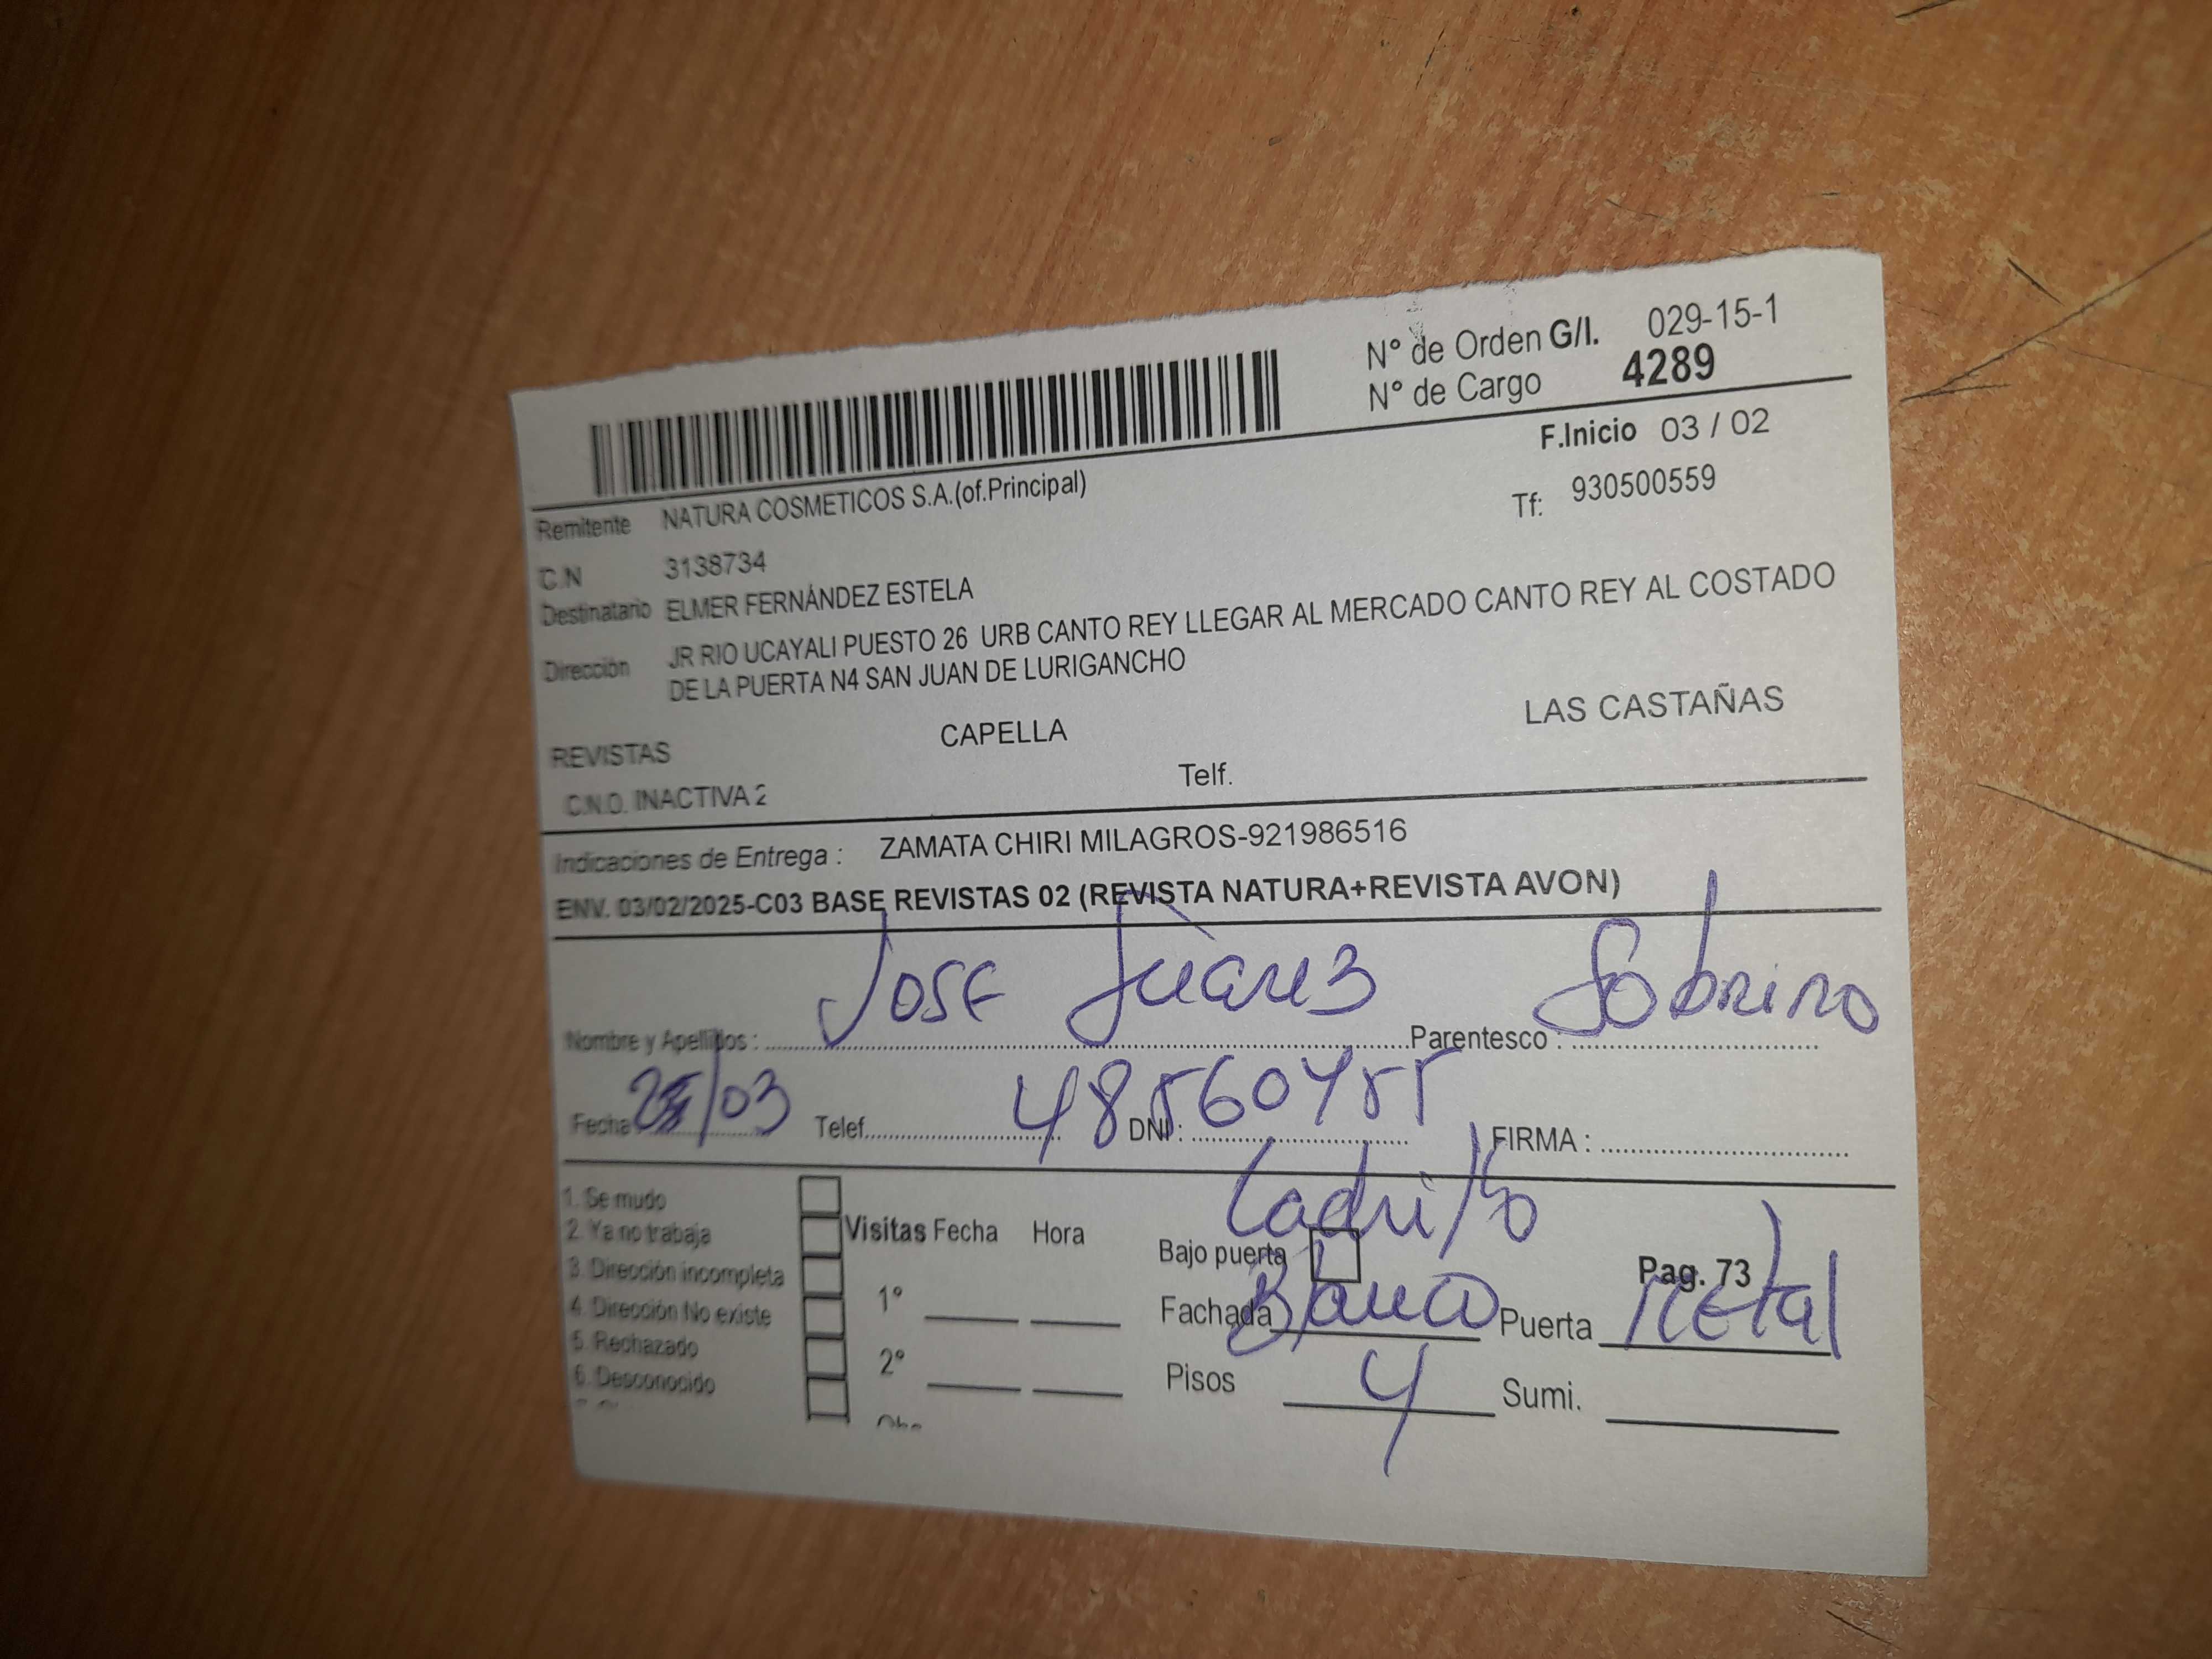 N° de Orden G/I. 029-15-1
N° de Cargo 4289
F.Inicio 03 / 02
Remitente NATURA COSMETICOS S.A.(of.Principal)
Tf: 930500559
C.N 3138734
Destinatario ELMER FERNÁNDEZ ESTELA
Dirección JR RIO UCAYALI PUESTO 26 URB CANTO REY LLEGAR AL MERCADO CANTO REY AL COSTADO
DE LA PUERTA N4 SAN JUAN DE LURIGANCHO
REVISTAS CAPELLA LAS CASTAÑAS
C.N.O. INACTIVA 2 Telf.
Indicaciones de Entrega : ZAMATA CHIRI MILAGROS-921986516
ENV. 03/02/2025-C03 BASE REVISTAS 02 (REVISTA NATURA+REVISTA AVON)
Nombre y Apellidos : Jose Juarez Parentesco : Sobrino
Fecha /03 Telef. DNI : FIRMA :
Ladrillo
1. Se mudo
2. Ya no trabaja Visitas Fecha Hora Bajo puerta Pag. 73
3. Dirección incompleta
4. Dirección No existe 1° Fachada Blanco Puerta Metal
5. Rechazado
6. Desconocido 2° Pisos 4 Sumi.